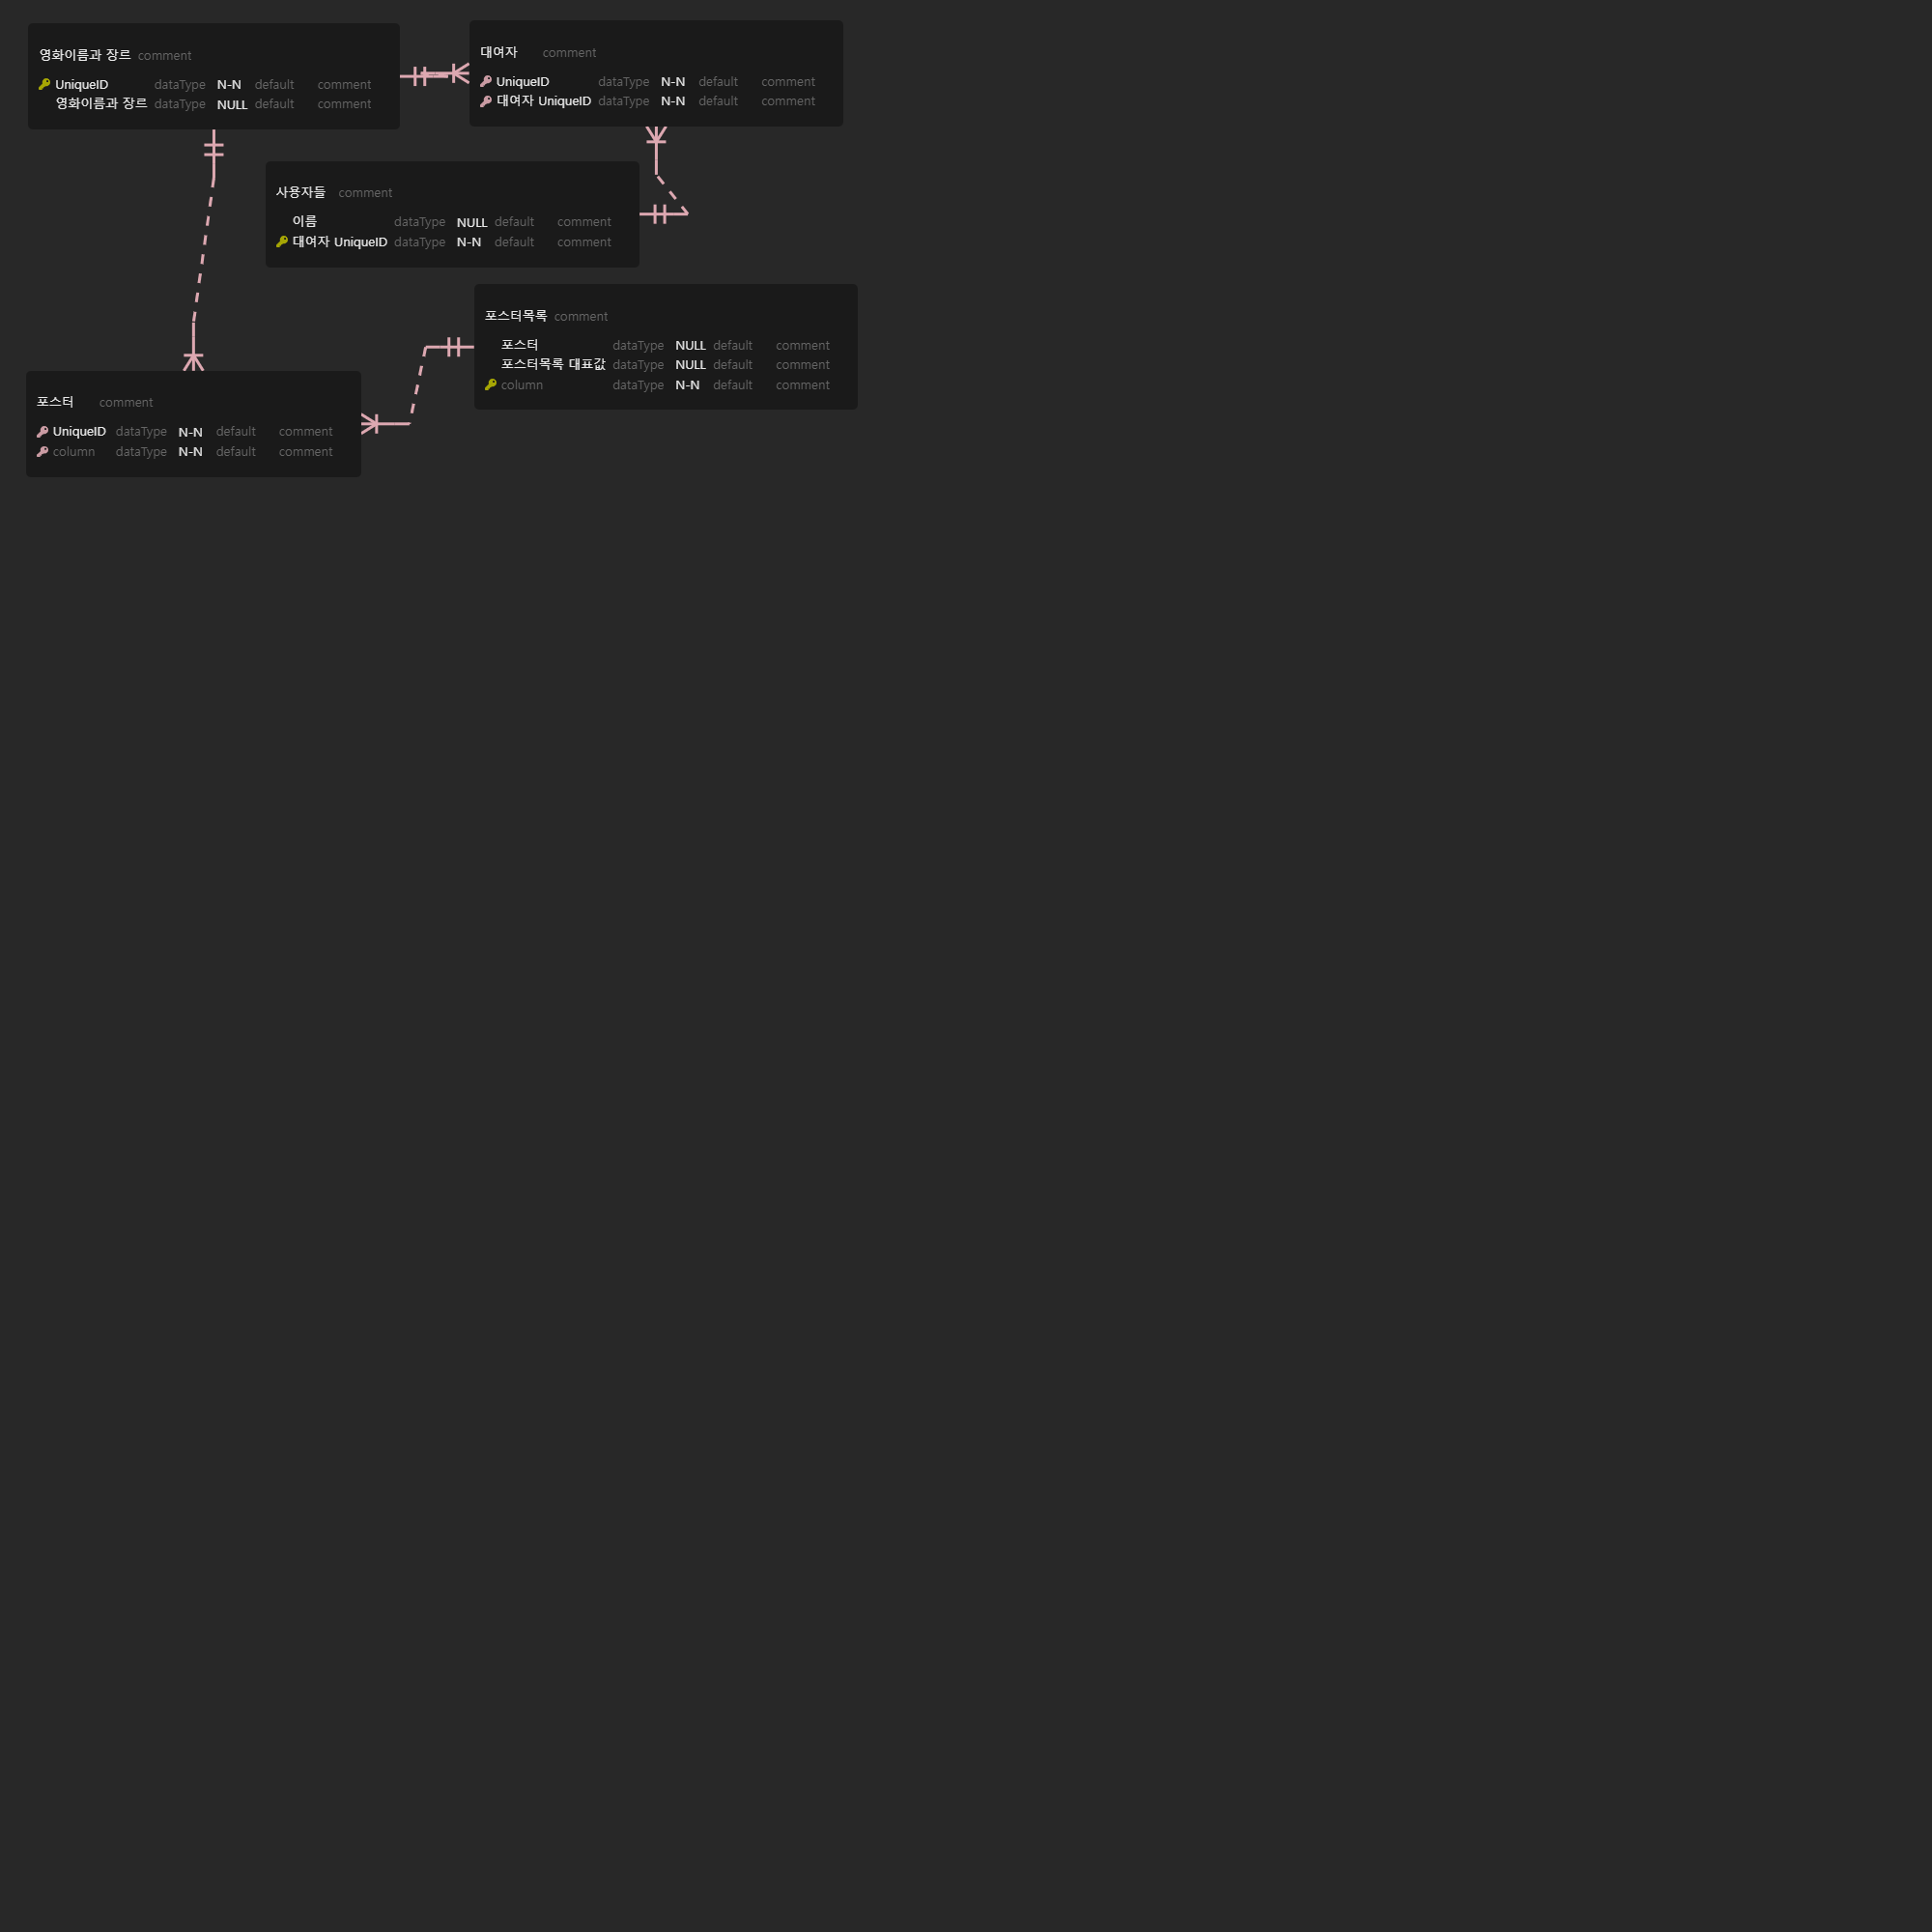 영화이름과 장르 comment
UniqueID dataType N-N default comment
영화이름과 장르 dataType NULL default comment
대여자 comment
UniqueID dataType N-N default comment
대여자 UniqueID dataType N-N default comment
사용자들 comment
이름 dataType NULL default comment
대여자 UniqueID dataType N-N default comment
포스터목록 comment
포스터 dataType NULL default comment
포스터목록 대표값 dataType NULL default comment
column dataType N-N default comment
포스터 comment
UniqueID dataType N-N default comment
column dataType N-N default comment